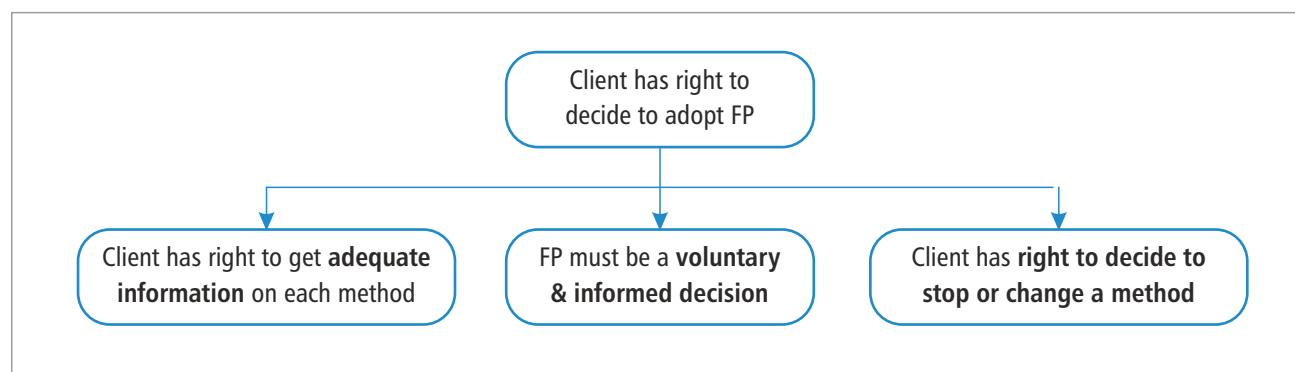 Client has right to
decide to adopt FP
Client has right to get adequate
information on each method
FP must be a voluntary
& informed decision
Client has right to decide to
stop or change a method